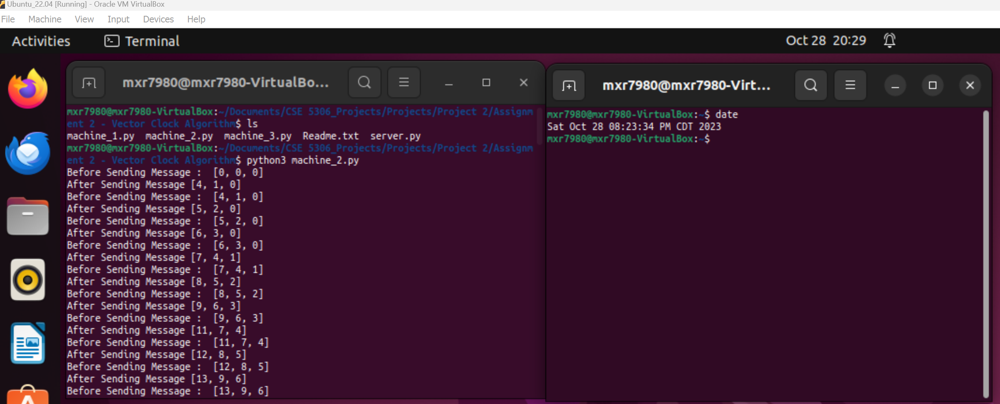 Ubuntu_22.04 [Running] - Oracle VM VirtualBox
File Machine View Input Devices Help
Activities Terminal Oct 28 20:29
mxr7980@mxr7980-VirtualBo...
mxr7980@mxr7980-VirtualBox:~/Documents/CSE 5306_Projects/Projects/Project 2/Assignm
ent 2 - Vector Clock Algorithm$ ls
machine_1.py machine_2.py machine_3.py Readme.txt server.py
mxr7980@mxr7980-VirtualBox:~/Documents/CSE 5306_Projects/Projects/Project 2/Assignm
ent 2 - Vector Clock Algorithm$ python3 machine_2.py
Before Sending Message :  [0, 0, 0]
After Sending Message [4, 1, 0]
Before Sending Message :  [4, 1, 0]
After Sending Message [5, 2, 0]
Before Sending Message :  [5, 2, 0]
After Sending Message [6, 3, 0]
Before Sending Message :  [6, 3, 0]
After Sending Message [7, 4, 1]
Before Sending Message :  [7, 4, 1]
After Sending Message [8, 5, 2]
Before Sending Message :  [8, 5, 2]
After Sending Message [9, 6, 3]
Before Sending Message :  [9, 6, 3]
After Sending Message [11, 7, 4]
Before Sending Message :  [11, 7, 4]
After Sending Message [12, 8, 5]
Before Sending Message :  [12, 8, 5]
After Sending Message [13, 9, 6]
Before Sending Message :  [13, 9, 6]
mxr7980@mxr7980-Virt...
mxr7980@mxr7980-VirtualBox:~$ date
Sat Oct 28 08:23:34 PM CDT 2023
mxr7980@mxr7980-VirtualBox:~$